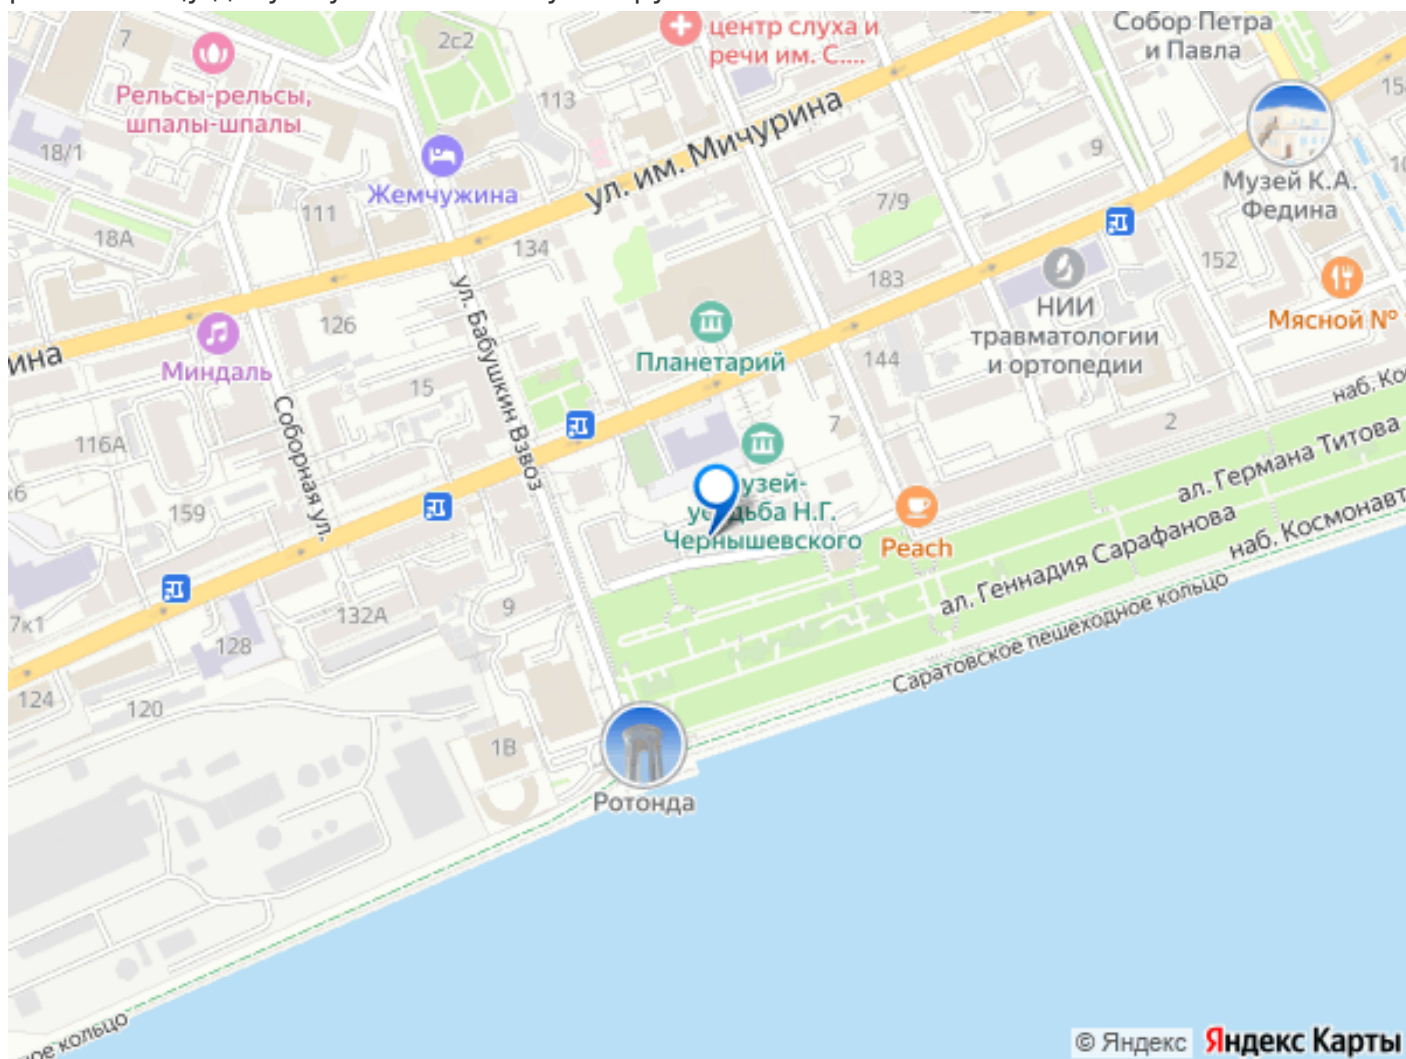 7
2с2
центр слуха и
речи им. С....
Собор Петра
и Павла
Рельсы-рельсы,
шпалы-шпалы
113
ул. им. Мичурина
18/1
Жемчужина
9
Музей К.А.
Федина
111
7/9
18А
134
152
183
НИИ
травматологии
и ортопедии
Мясной №
126
ул. Бабушкин Взвоз
Планетарий
144
ина
Миндаль
15
Соборная ул.
116А
7
2
наб. Ко
ал. Германа Титова
159
узей-
Н.Г.
Чернышевского
Peach
ал. Геннадия Сарафанова
наб. Космонавт
Саратовское пешеходное кольцо
7к1
132А
9
128
124
120
1В
Ротонда
ное кольцо
© Яндекс Яндекс Карты